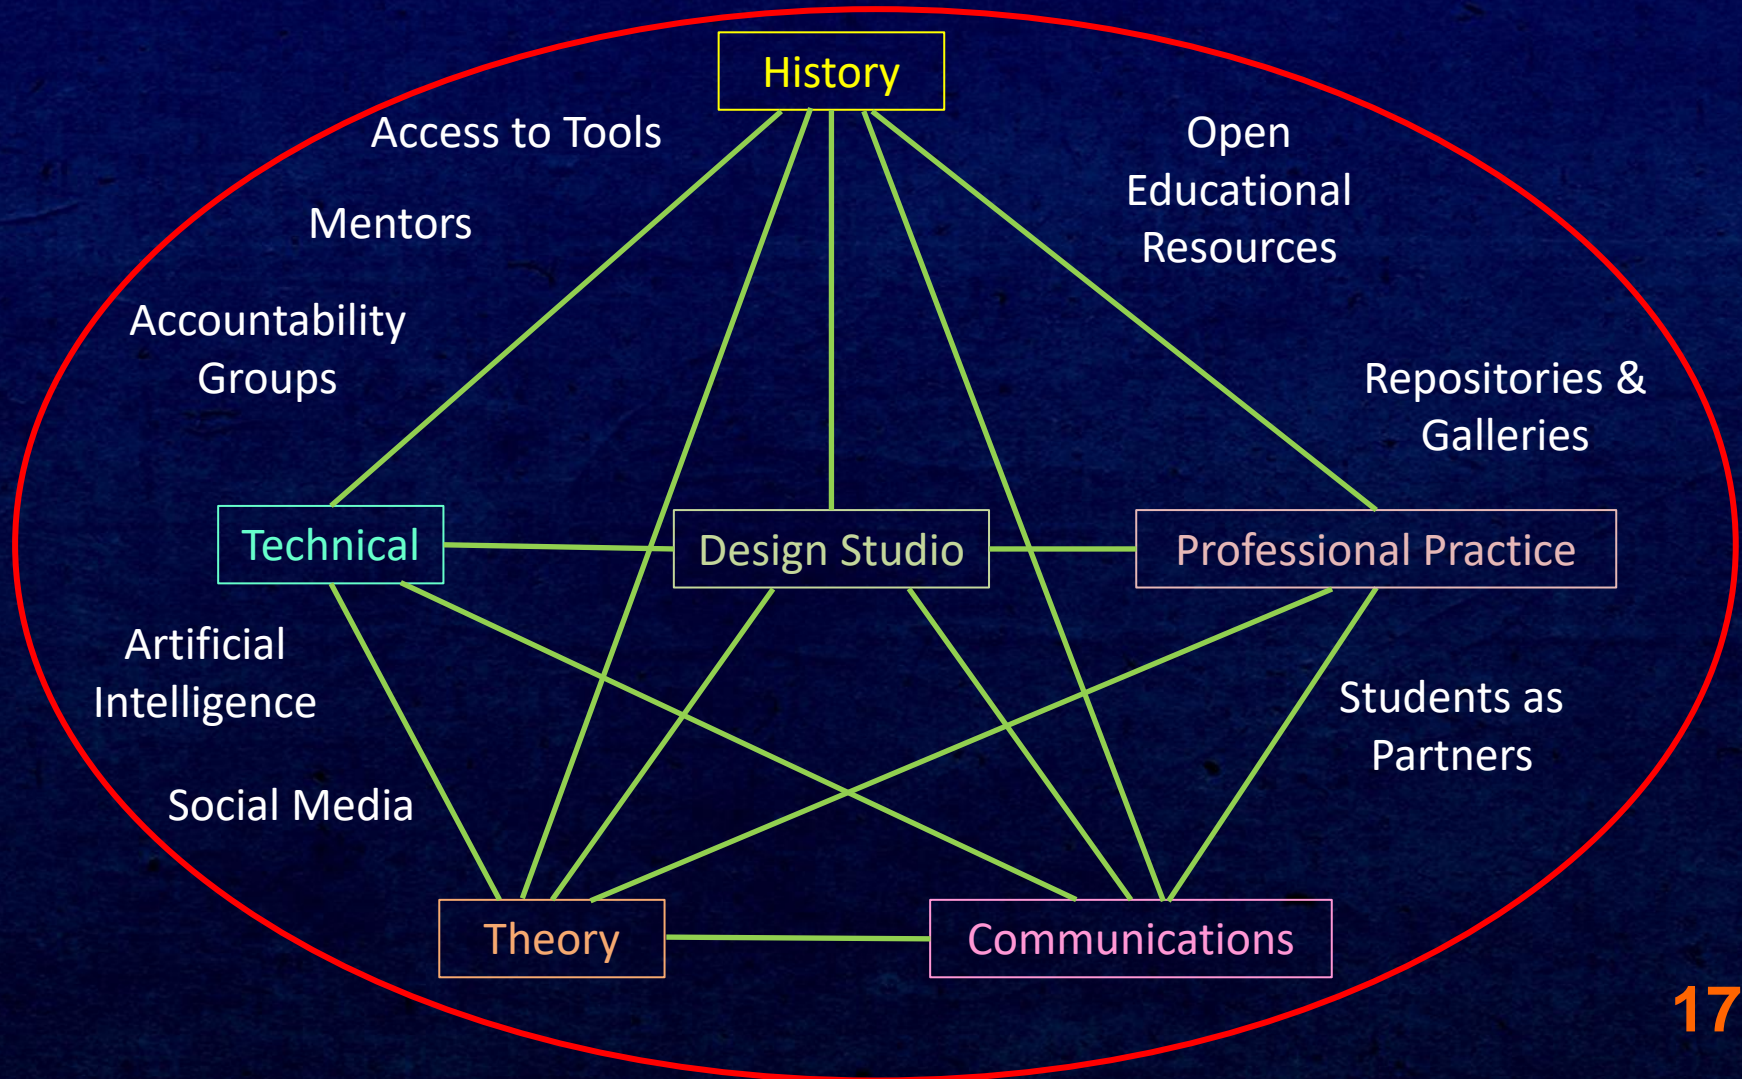 History
Access to Tools
Open
Educational
Resources
Mentors
Accountability
Groups
Repositories &
Galleries
Technical
Design Studio
Professional Practice
Artificial
Intelligence
Students as
Partners
Social Media
Theory
Communications
17